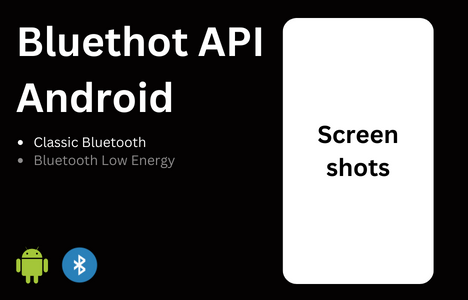 Bluethot API
Android
• Classic Bluetooth
• Bluetooth Low Energy
Screen
shots